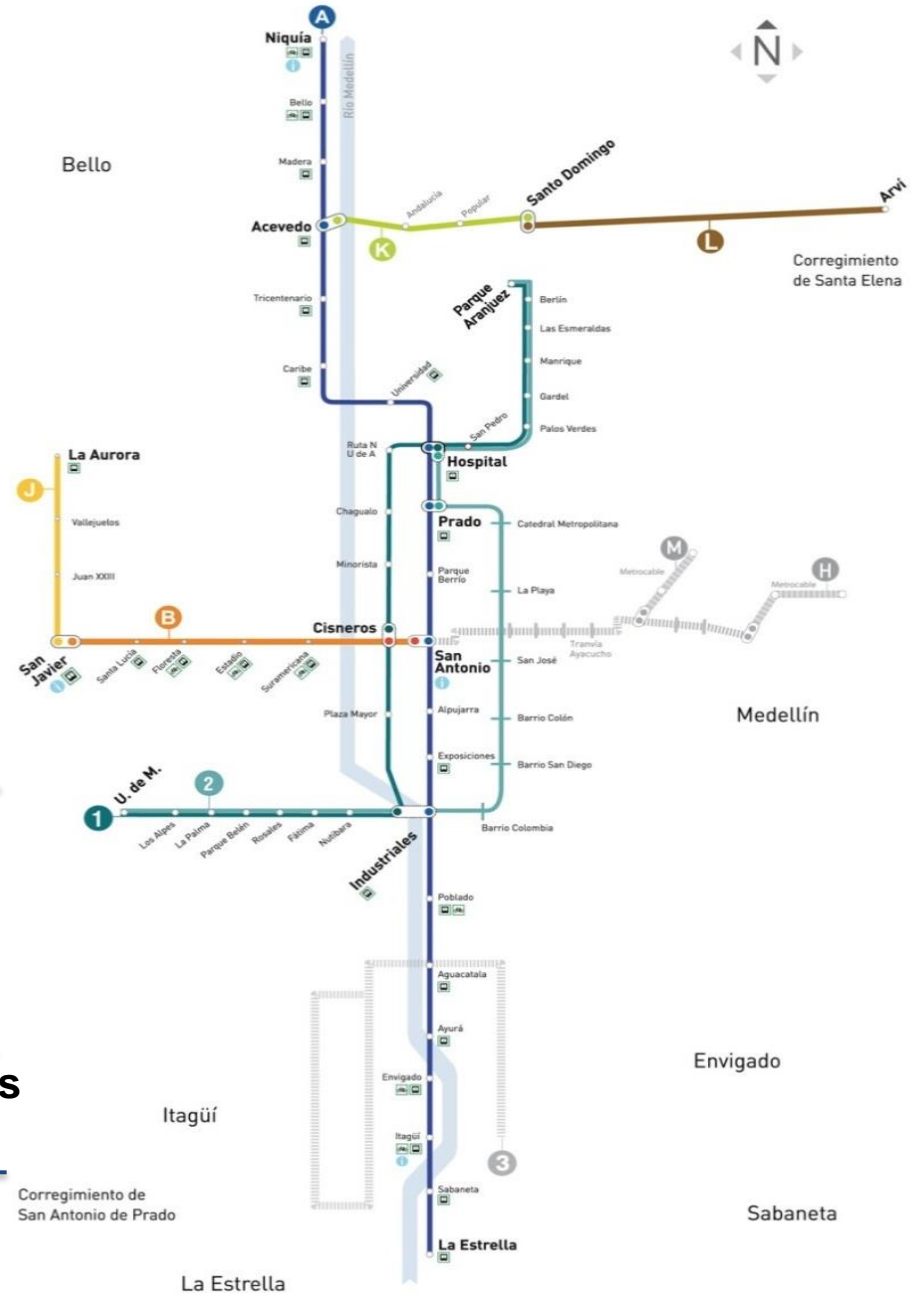 A
Niquía
N
Río Medellín
Bello
Bello
Madera
Santo Domingo
Arvi
Andalucía
Popular
Acevedo
K
L
Corregimiento
de Santa Elena
Tricentenario
Parque
Aranjuez
Berlín
Las Esmeraldas
Manrique
Caribe
Universidad
Gardel
San Pedro
Palos Verdes
Ruta N
U de A
La Aurora
Hospital
J
Chagualo
Vallejuelos
Prado
Catedral Metropolitana
M
Minorista
Parque
Berrío
Metrocable
H
Juan XXIII
Metrocable
La Playa
B
Cisneros
Tranvía
Ayacucho
San
Javier
Santa Lucía
Floresta
Estadio
Suramericana
San
Antonio
San José
Plaza Mayor
Alpujarra
Barrio Colón
Medellín
Exposiciones
Barrio San Diego
U. de M.
2
1
Los Alpes
La Palma
Parque Belén
Rosales
Fátima
Nutibara
Barrio Colombia
Industriales
Poblado
Aguacatala
Ayurá
Envigado
s
Envigado
Itagüí
Itagüí
3
Sabaneta
Corregimiento de
San Antonio de Prado
Sabaneta
La Estrella
La Estrella